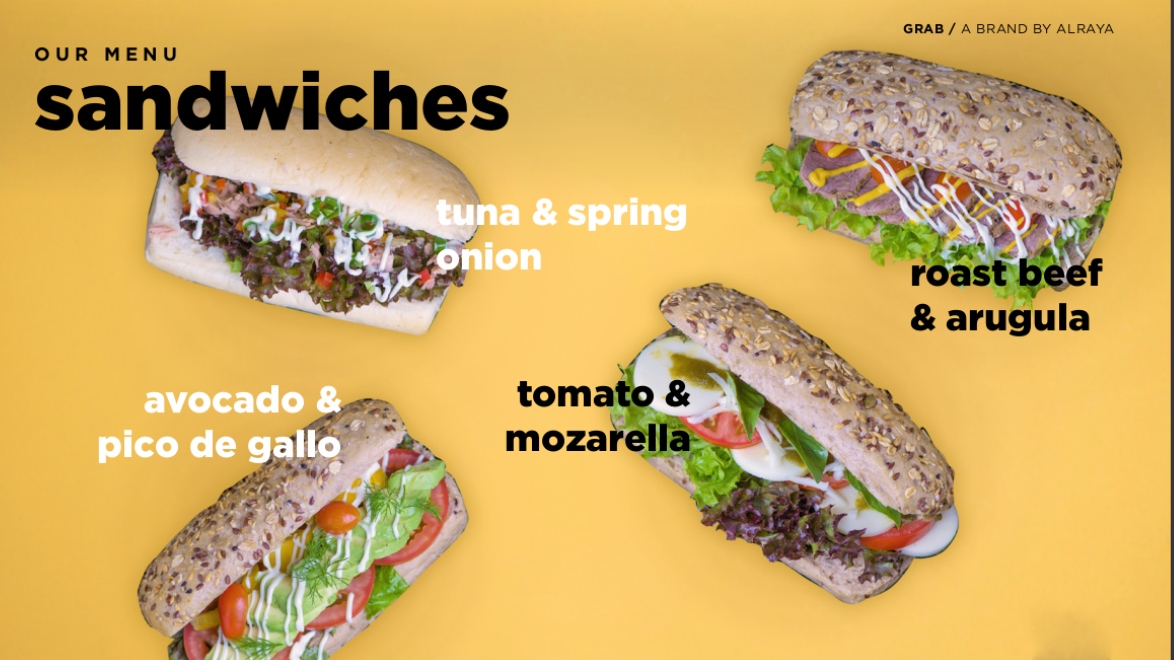 GRAB / A BRAND BY ALRAYA
OUR MENU
sandwiches
tuna & spring
onion
roast beef
& arugula
avocado &
pico de gallo
tomato &
mozarella